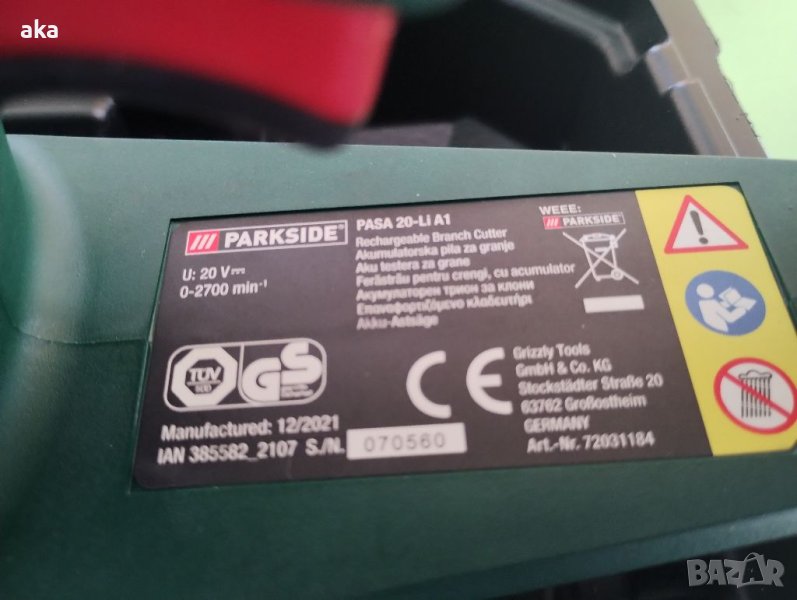 aka
PARKSIDE®
U: 20 V
0-2700 min⁻¹
PASA 20-Li A1
Rechargeable Branch Cutter
Akumulatorska pila za granje
Aku testera za grane
Ferăstrău pentru crengi, cu acumulator
Акумулаторен трион за клони
Επαναφορτιζόμενο κλαδευτήρι
Akku-Astsäge
WEEE:
PARKSIDE
TÜV
SÜD
GS
CE
Manufactured: 12/2021
IAN 385582_2107 S./N. 070560
Grizzly Tools
GmbH & Co. KG
Stockstädter Straße 20
63762 Großostheim
GERMANY
Art.-Nr. 72031184
BAZAR